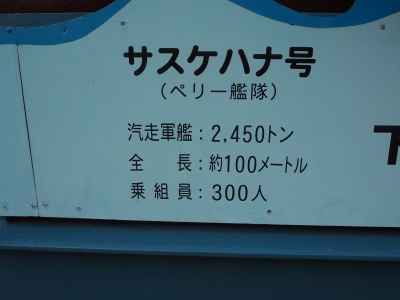 サスケハナ号
（ペリー艦隊）
汽走軍艦：2,450トン
全長：約100メートル
乗組員：300人